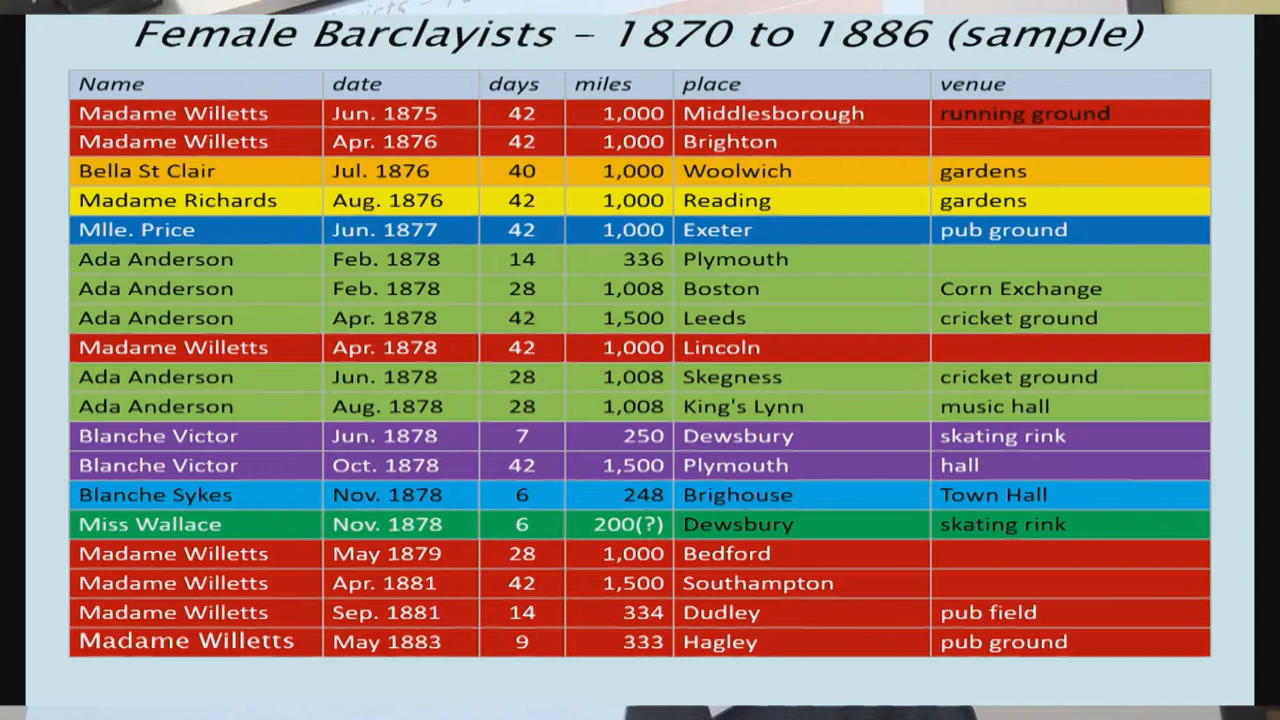 Female Barclayists – 1870 to 1886 (sample)
Name date days miles place venue
Madame Willetts Jun. 1875 42 1,000 Middlesborough running ground
Madame Willetts Apr. 1876 42 1,000 Brighton
Bella St Clair Jul. 1876 40 1,000 Woolwich gardens
Madame Richards Aug. 1876 42 1,000 Reading gardens
Mlle. Price Jun. 1877 42 1,000 Exeter pub ground
Ada Anderson Feb. 1878 14 336 Plymouth
Ada Anderson Feb. 1878 28 1,008 Boston Corn Exchange
Ada Anderson Apr. 1878 42 1,500 Leeds cricket ground
Madame Willetts Apr. 1878 42 1,000 Lincoln
Ada Anderson Jun. 1878 28 1,008 Skegness cricket ground
Ada Anderson Aug. 1878 28 1,008 King's Lynn music hall
Blanche Victor Jun. 1878 7 250 Dewsbury skating rink
Blanche Victor Oct. 1878 42 1,500 Plymouth hall
Blanche Sykes Nov. 1878 6 248 Brighouse Town Hall
Miss Wallace Nov. 1878 6 200(?) Dewsbury skating rink
Madame Willetts May 1879 28 1,000 Bedford
Madame Willetts Apr. 1881 42 1,500 Southampton
Madame Willetts Sep. 1881 14 334 Dudley pub field
Madame Willetts May 1883 9 333 Hagley pub ground